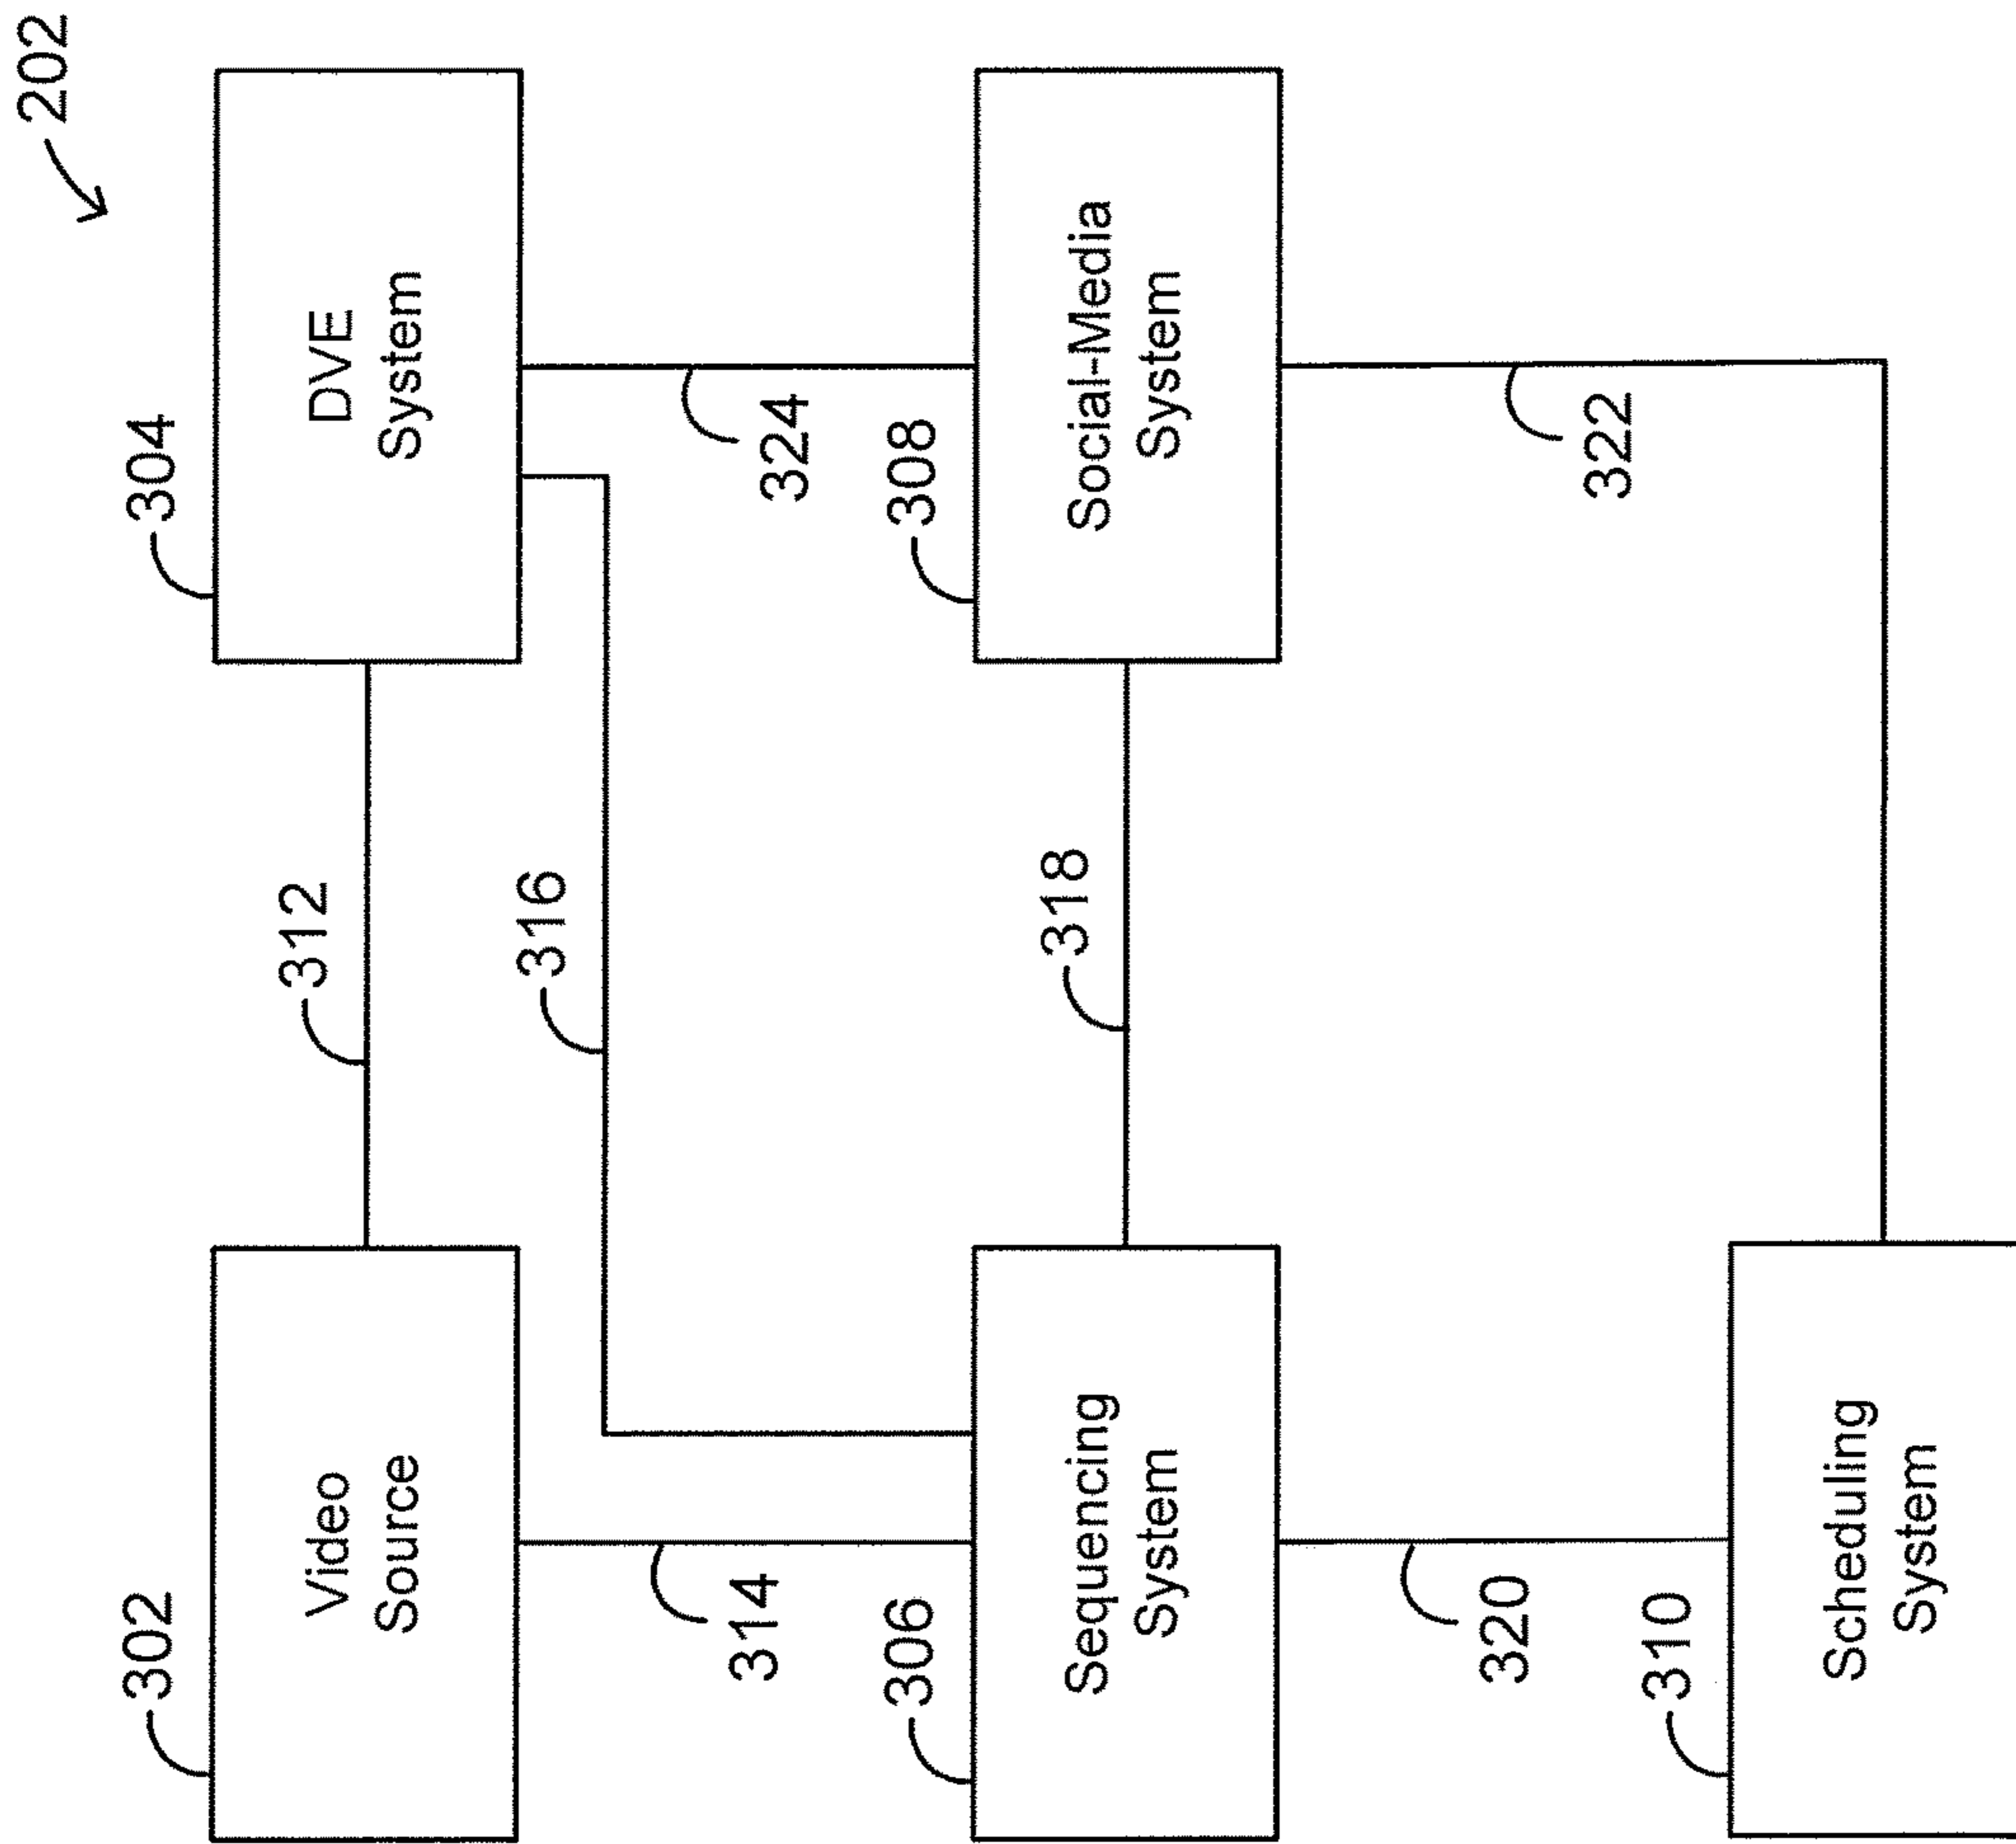 202
302
Video
Source
312
304
DVE
System
314
316
324
306
Sequencing
System
318
308
Social-Media
System
320
322
310
Scheduling
System